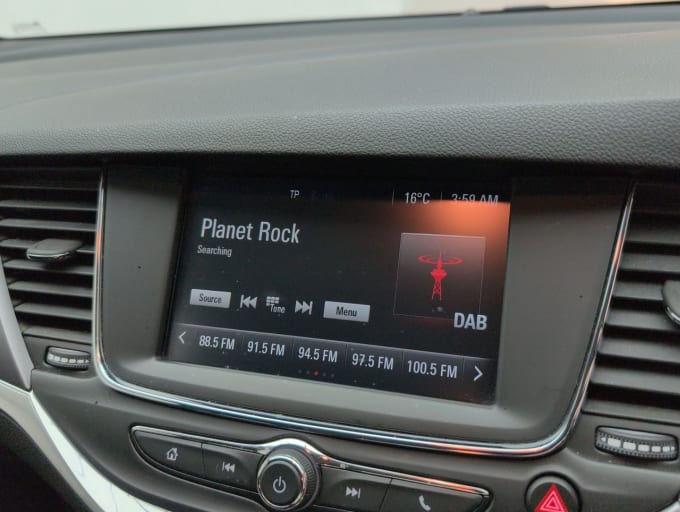 TP 16°C 3:59 AM
Planet Rock
Searching
Source Tune Menu
DAB
88.5 FM 91.5 FM 94.5 FM 97.5 FM 100.5 FM